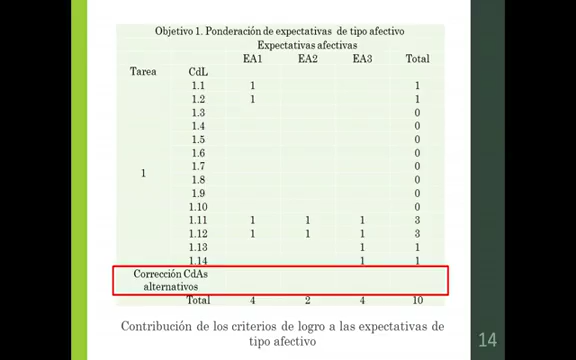 Objetivo 1. Ponderación de expectativas de tipo afectivo
Expectativas afectivas
EA1 EA2 EA3 Total
Tarea CdL
1.1 1 1
1.2 1 1
1.3 0
1.4 0
1.5 0
1.6 0
1.7 0
1 1.8 0
1.9 0
1.10 0
1.11 1 1 1 3
1.12 1 1 1 3
1.13 1 1
1.14 1 1
Corrección CdAs
alternativos
Total 4 2 4 10
Contribución de los criterios de logro a las expectativas de
tipo afectivo
14